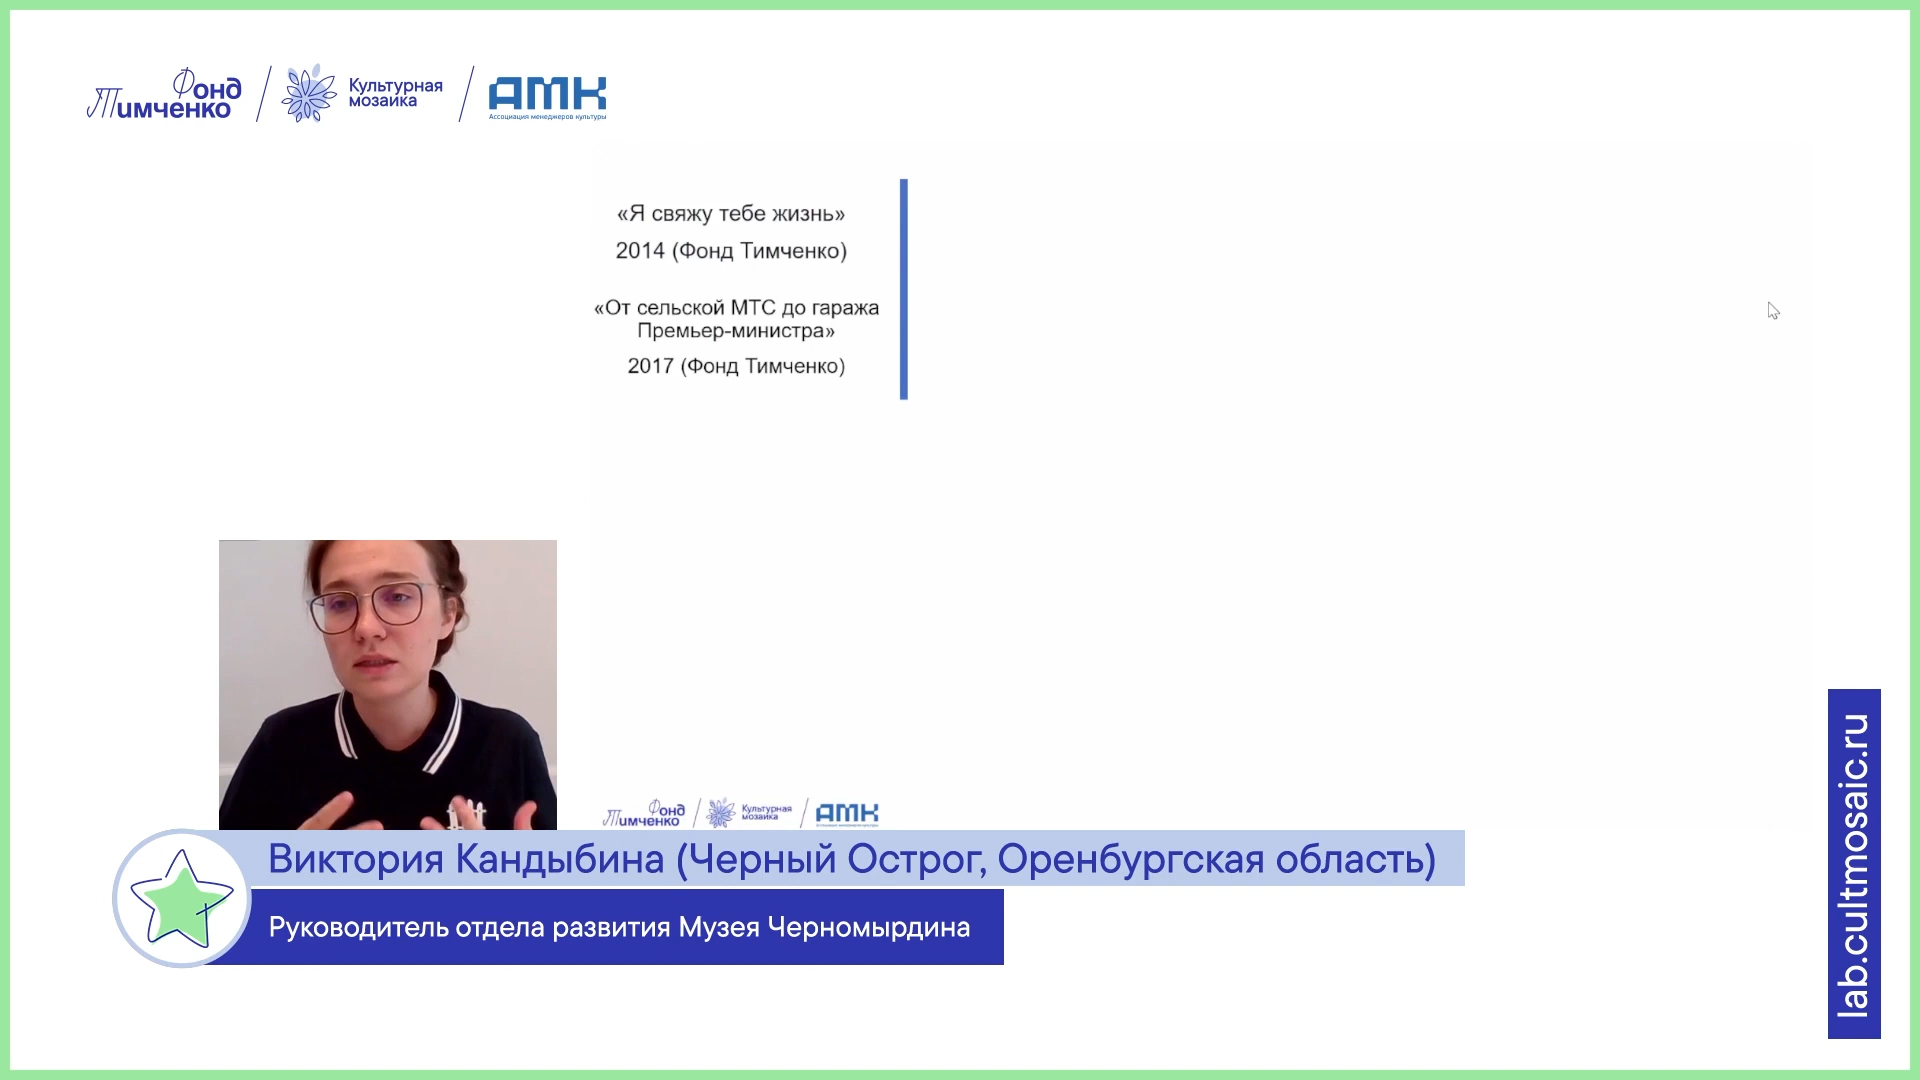 Фонд
Тимченко
Культурная
мозаика
АМК
Ассоциация менеджеров культуры
«Я свяжу тебе жизнь»
2014 (Фонд Тимченко)
«От сельской МТС до гаража
Премьер-министра»
2017 (Фонд Тимченко)
Фонд
Тимченко
Культурная
мозаика
АМК
Виктория Кандыбина (Черный Острог, Оренбургская область)
Руководитель отдела развития Музея Черномырдина
lab.cultmosaic.ru